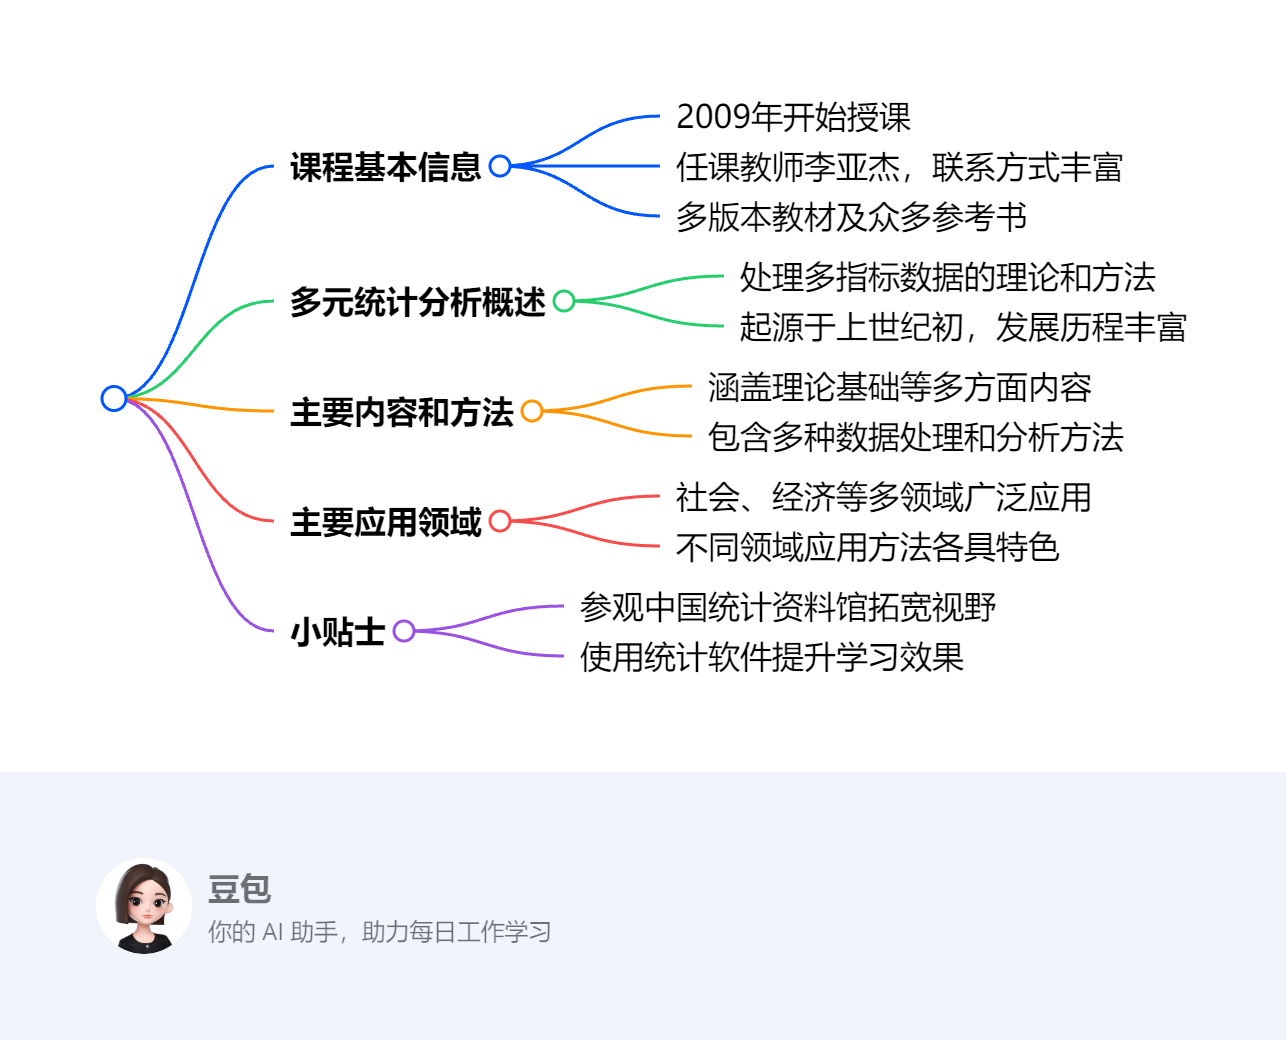 课程基本信息
2009年开始授课
任课教师李亚杰，联系方式丰富
多版本教材及众多参考书
多元统计分析概述
处理多指标数据的理论和方法
起源于上世纪初，发展历程丰富
主要内容和方法
涵盖理论基础等多方面内容
包含多种数据处理和分析方法
主要应用领域
社会、经济等多领域广泛应用
不同领域应用方法各具特色
小贴士
参观中国统计资料馆拓宽视野
使用统计软件提升学习效果
豆包
你的 AI 助手，助力每日工作学习